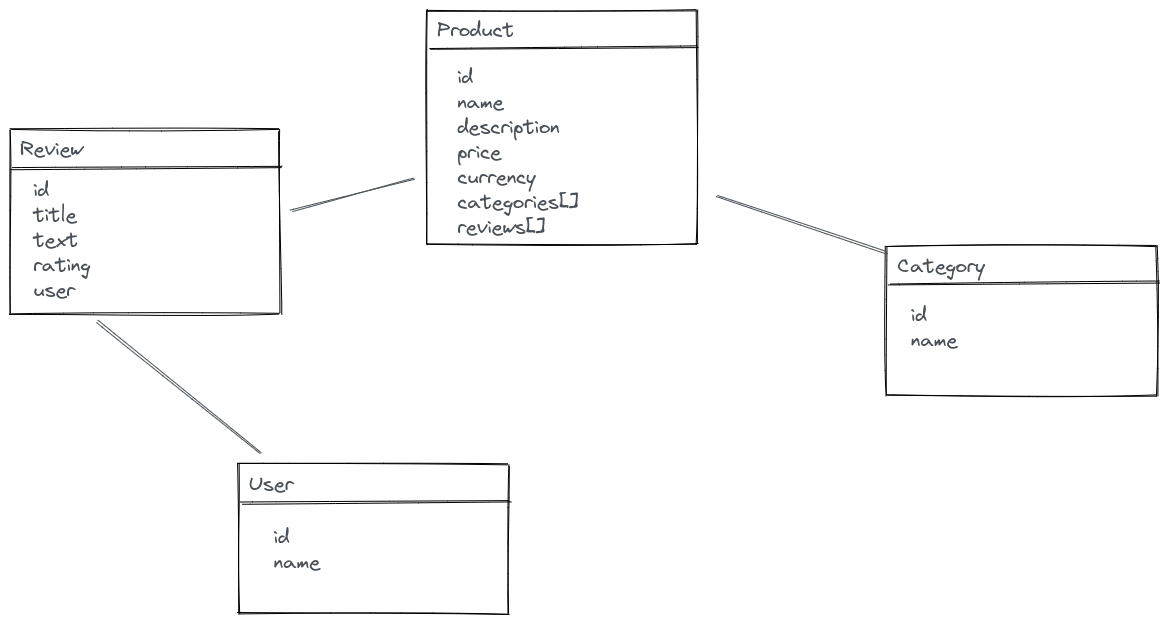 Product
id
name
description
price
currency
categories[]
reviews[]
Review
id
title
text
rating
user
Category
id
name
User
id
name